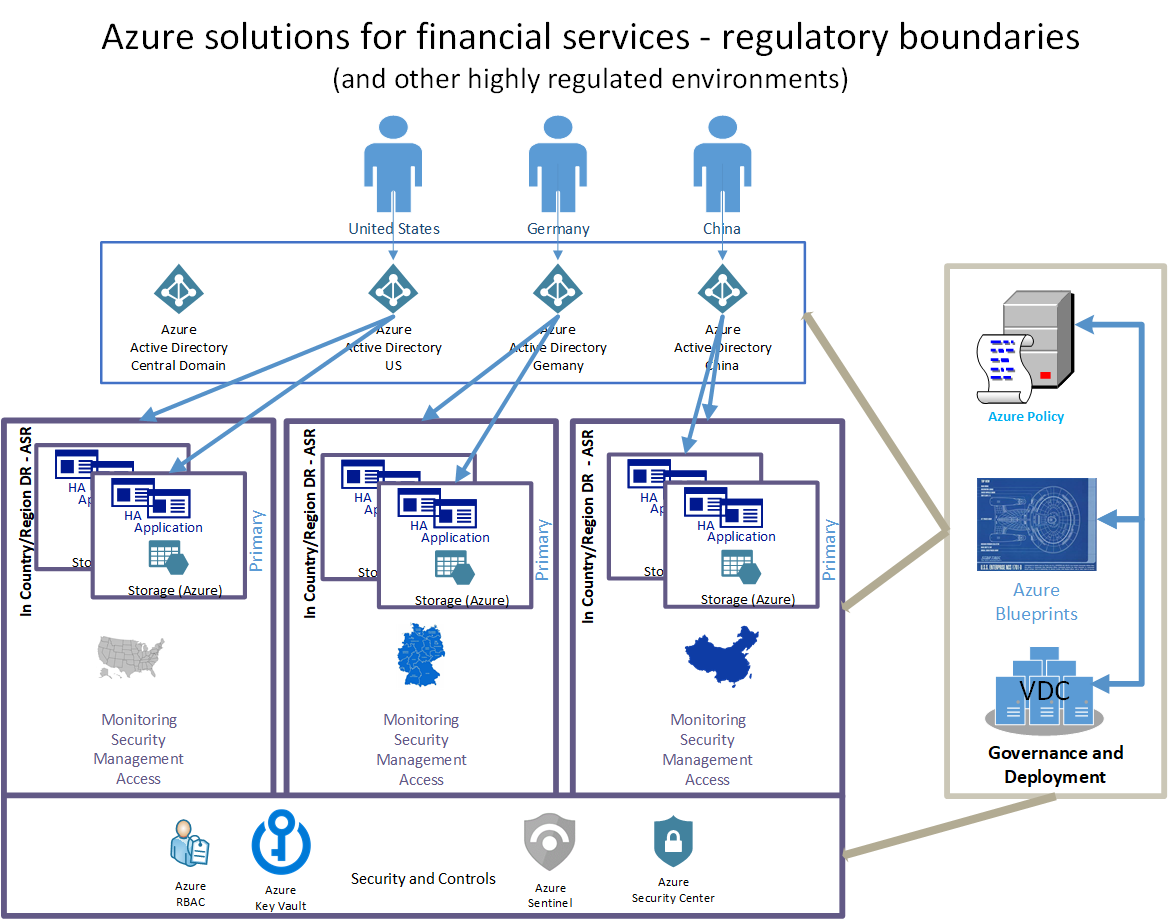 Azure solutions for financial services - regulatory boundaries
(and other highly regulated environments)
United States
Germany
China
Azure
Active Directory
Central Domain
Azure
Active Directory
US
Azure
Active Directory
Gemany
Azure
Active Directory
China
In Country/Region DR - ASR
HA
Ap
Sto
HA
Application
Storage (Azure)
Primary
Monitoring
Security
Management
Access
In Country/Region DR - ASR
HA
Ap
Sto
HA
Application
Storage (Azure)
Primary
Monitoring
Security
Management
Access
In Country/Region DR - ASR
HA
Ap
Sto
HA
Application
Storage (Azure)
Primary
Monitoring
Security
Management
Access
Azure
RBAC
Azure
Key Vault
Security and Controls
Azure
Sentinel
Azure
Security Center
Azure Policy
U.S.S. ENTERPRISE NCC 1701-D
Azure
Blueprints
VDC
Governance and
Deployment